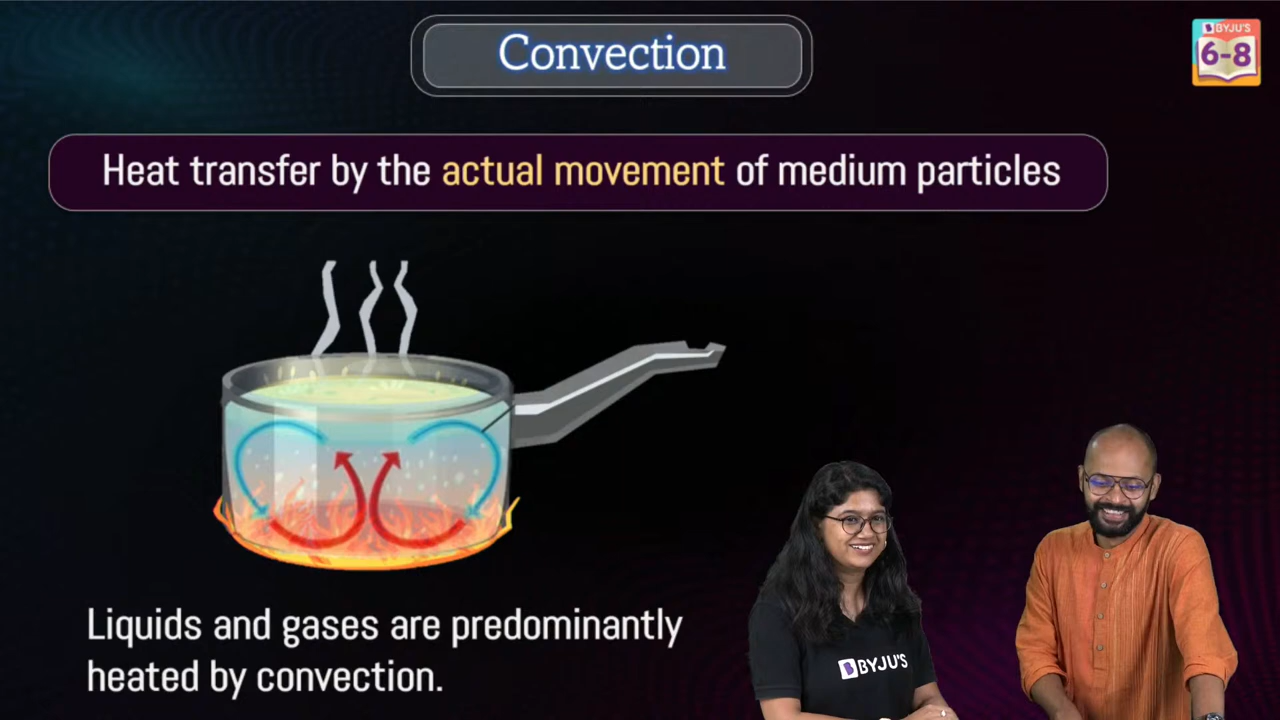 Convection
BYJU'S
6-8
Heat transfer by the actual movement of medium particles
Liquids and gases are predominantly
heated by convection.
BYJU'S